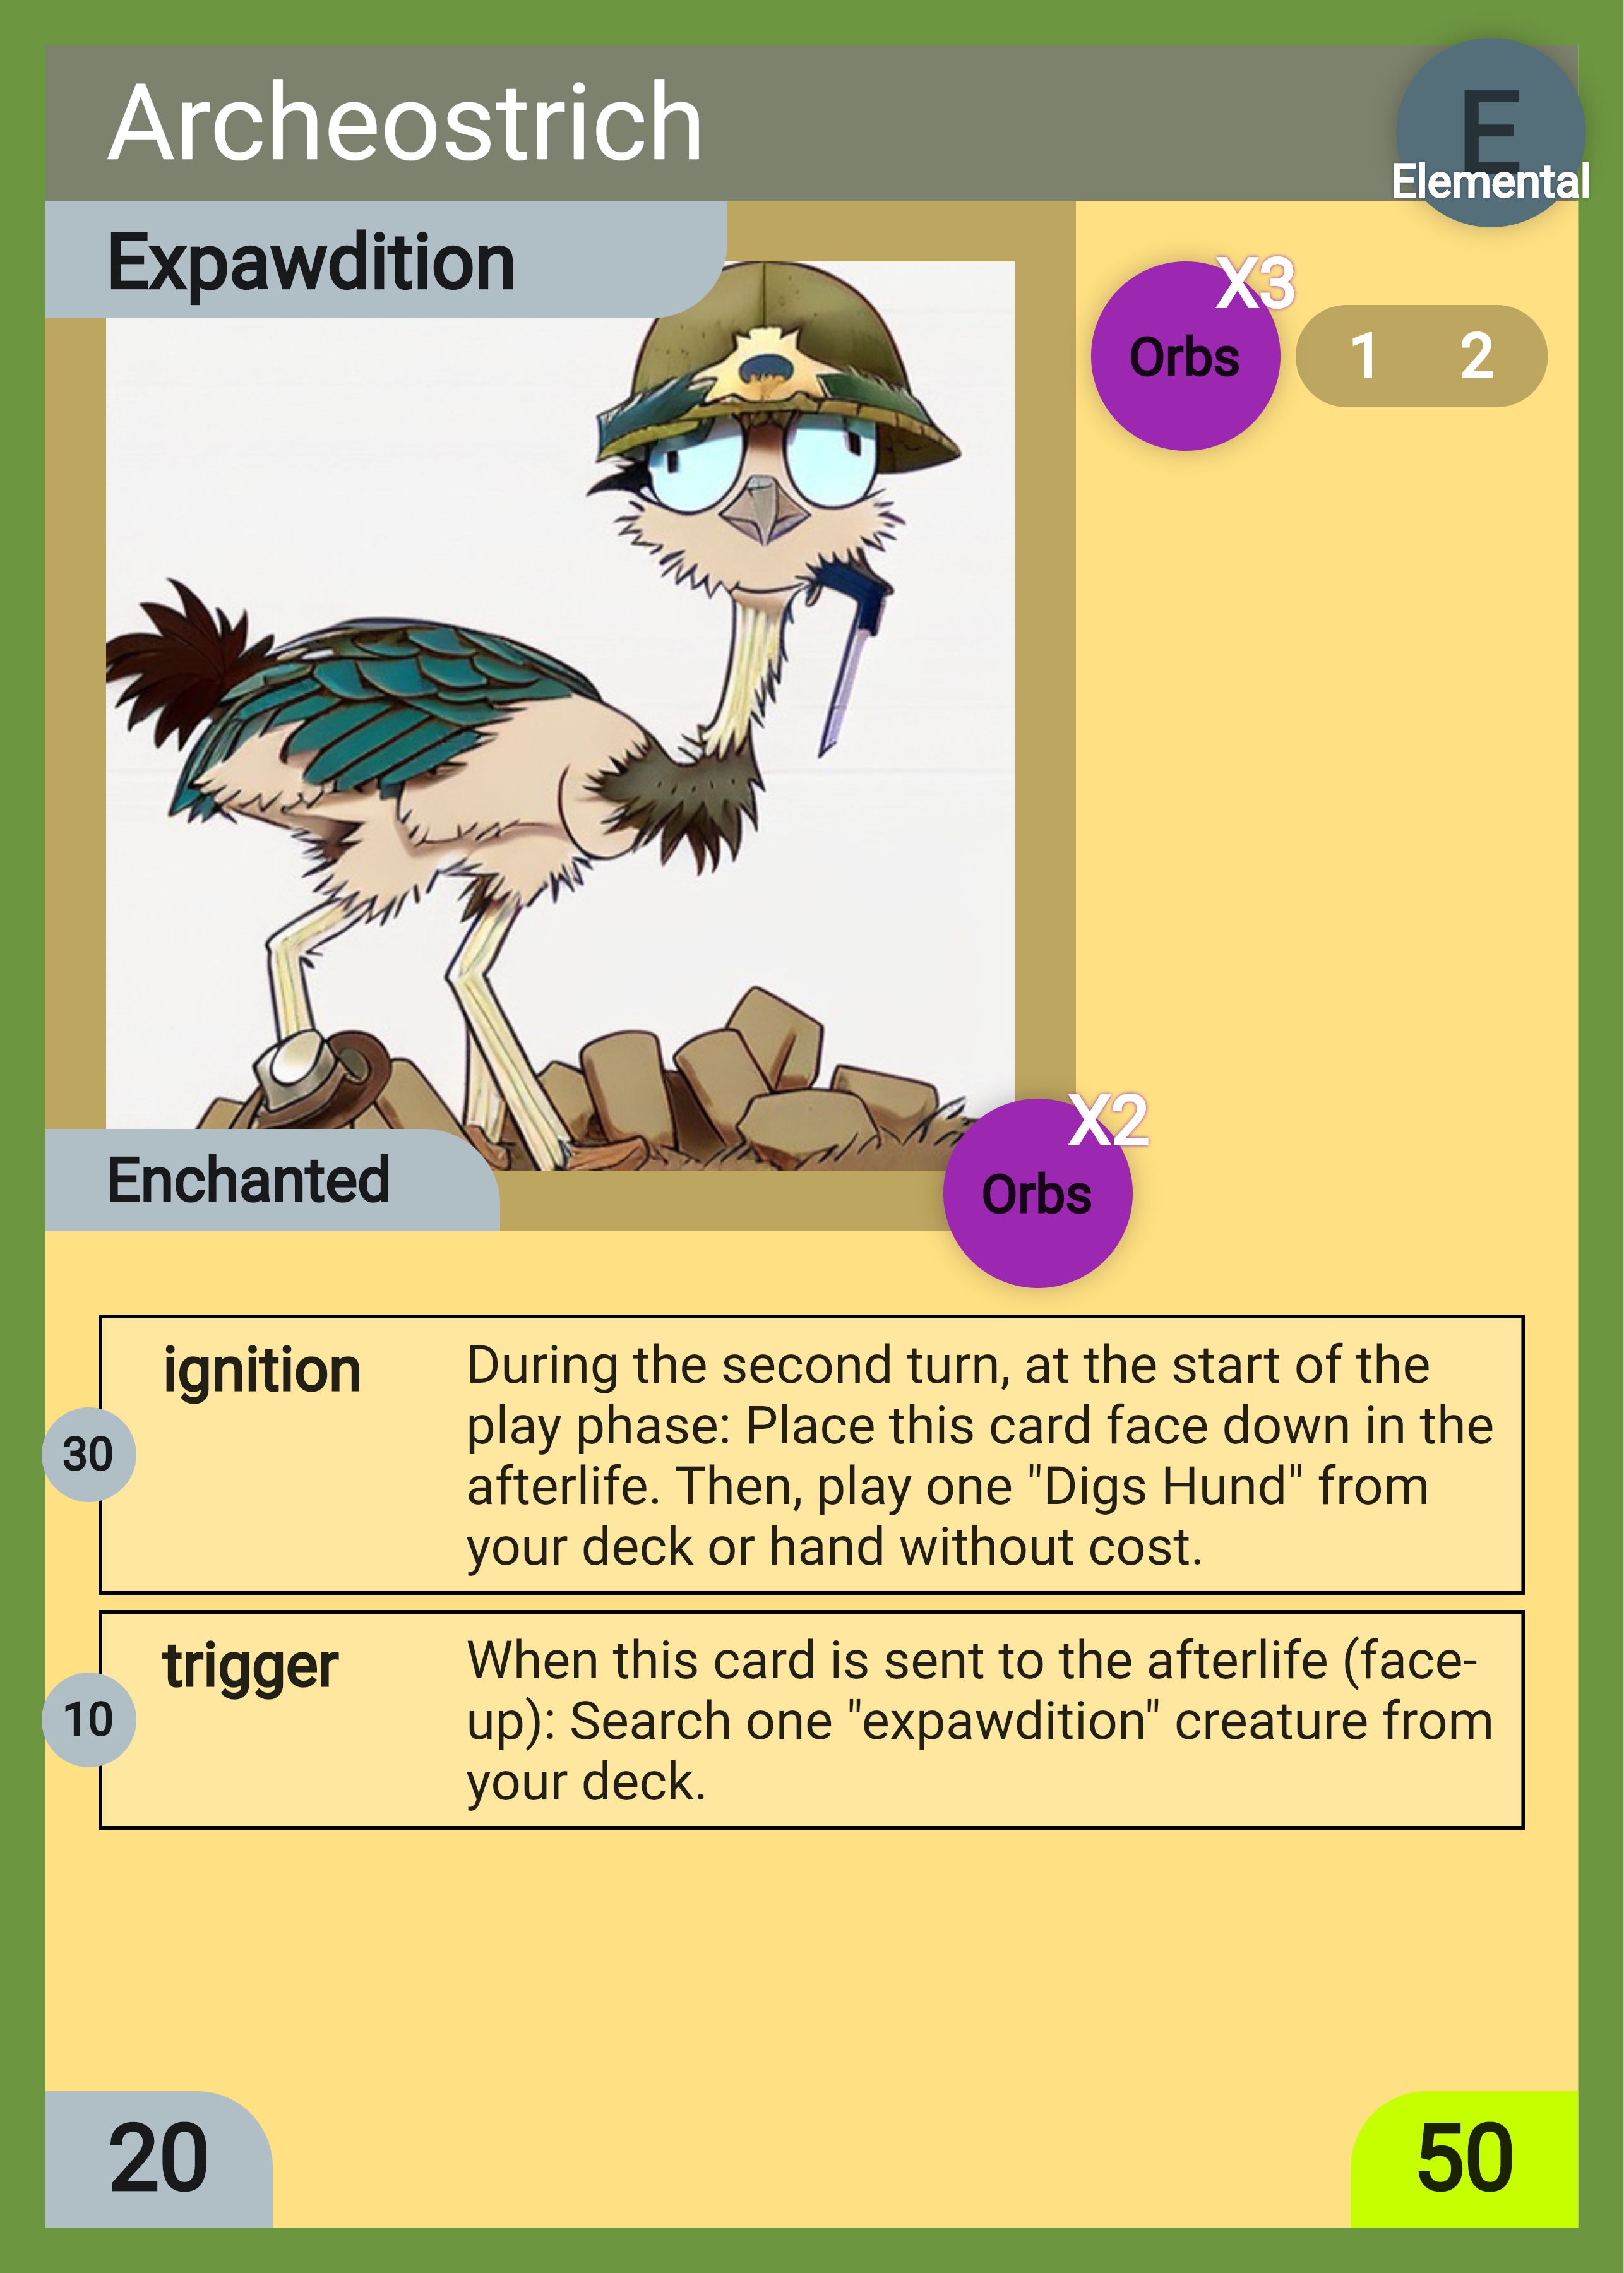 Archeostrich
E
Elemental
Expawdition
X3
Orbs
1 2
X2
Orbs
Enchanted
ignition
During the second turn, at the start of the
play phase: Place this card face down in the
afterlife. Then, play one "Digs Hund" from
your deck or hand without cost.
30
trigger
When this card is sent to the afterlife (face-
up): Search one "expawdition" creature from
your deck.
10
20
50